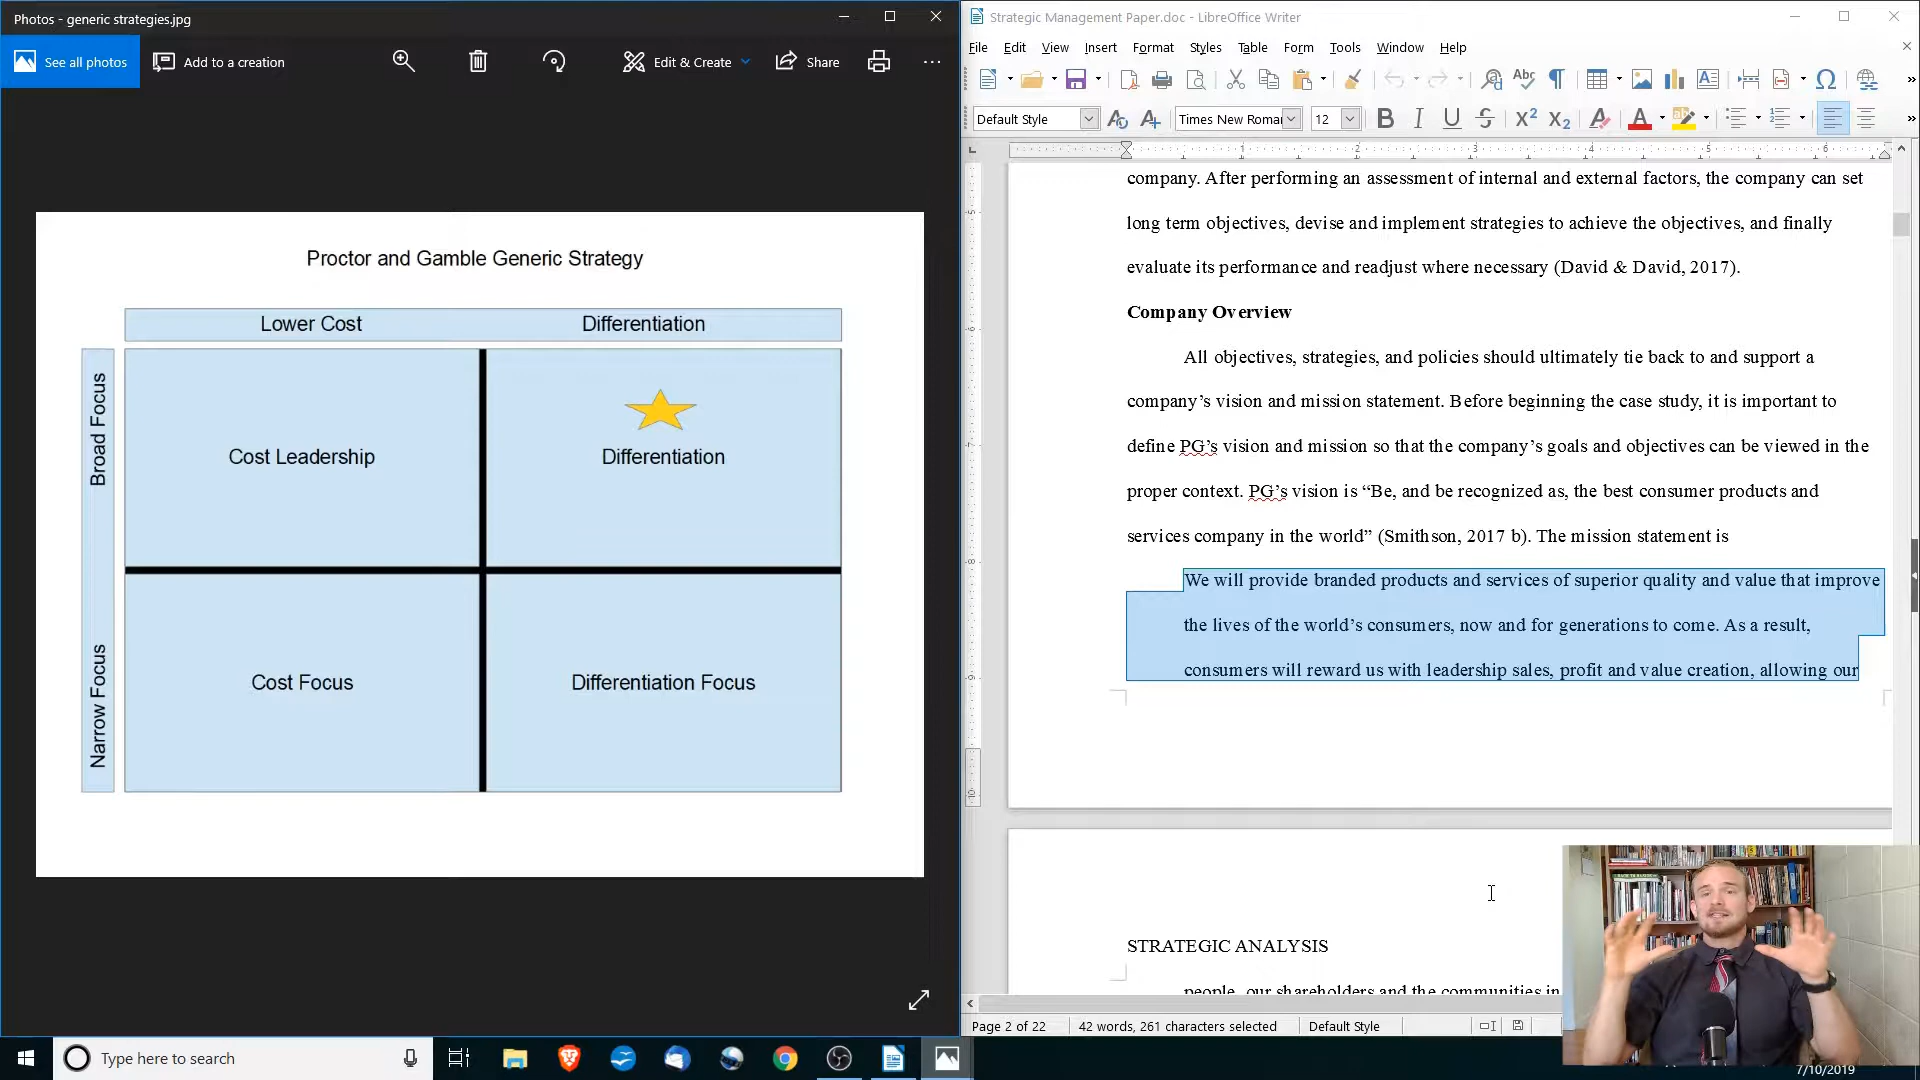 Photos - generic strategies.jpg
See all photos
Add to a creation
Edit & Create
Share
Proctor and Gamble Generic Strategy
Lower Cost
Differentiation
Broad Focus
Narrow Focus
Cost Leadership
Differentiation
Cost Focus
Differentiation Focus
Strategic Management Paper.doc - LibreOffice Writer
File Edit View Insert Format Styles Table Form Tools Window Help
Default Style
Times New Roma
12
company. After performing an assessment of internal and external factors, the company can set
long term objectives, devise and implement strategies to achieve the objectives, and finally
evaluate its performance and readjust where necessary (David & David, 2017).
Company Overview
All objectives, strategies, and policies should ultimately tie back to and support a
company’s vision and mission statement. Before beginning the case study, it is important to
define PG’s vision and mission so that the company’s goals and objectives can be viewed in the
proper context. PG’s vision is “Be, and be recognized as, the best consumer products and
services company in the world” (Smithson, 2017 b). The mission statement is
We will provide branded products and services of superior quality and value that improve
the lives of the world’s consumers, now and for generations to come. As a result,
consumers will reward us with leadership sales, profit and value creation, allowing our
STRATEGIC ANALYSIS
people, our shareholders and the communities in
Page 2 of 22
42 words, 261 characters selected
Default Style
Type here to search
7/10/2019